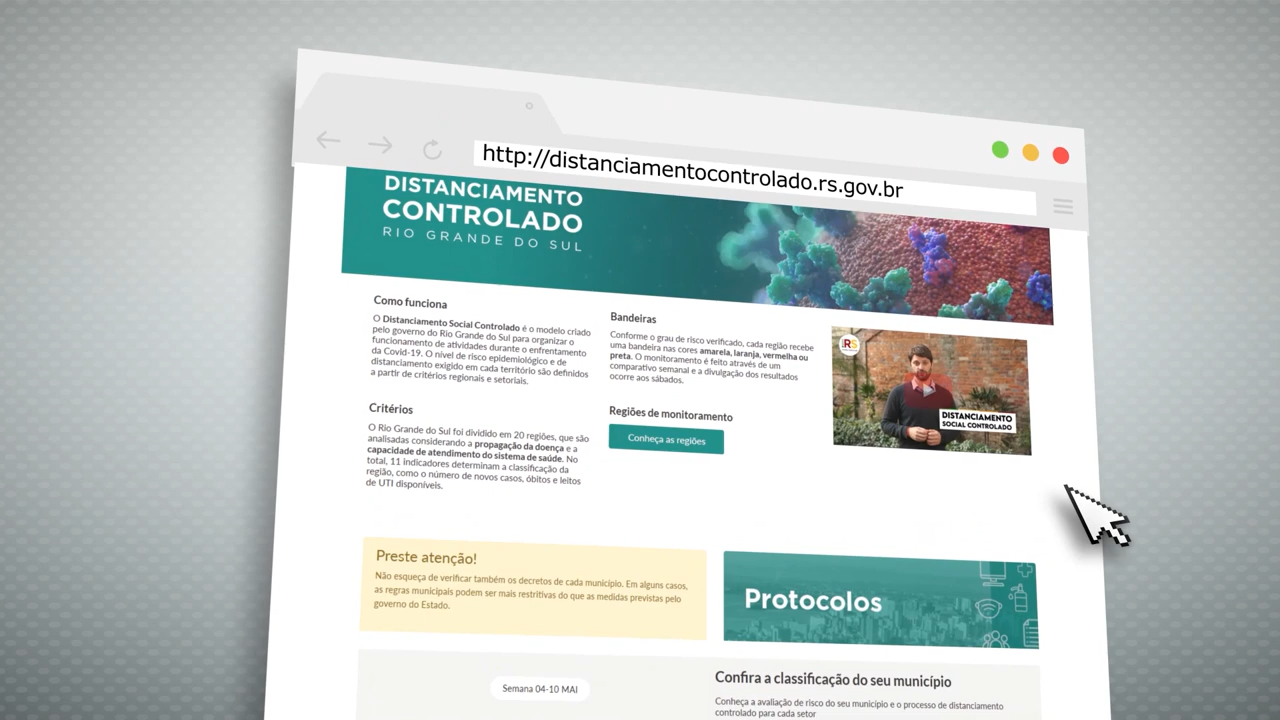 http://distanciamentocontrolado.rs.gov.br
DISTANCIAMENTO
CONTROLADO
RIO GRANDE DO SUL
Como funciona
O Distanciamento Social Controlado é o modelo criado
pelo governo do Rio Grande do Sul para organizar o
funcionamento de atividades durante o enfrentamento
da Covid-19. O nível de risco epidemiológico e de
distanciamento exigido em cada território são definidos
a partir de critérios regionais e setoriais.
Critérios
O Rio Grande do Sul foi dividido em 20 regiões, que são
analisadas considerando a propagação da doença e a
capacidade de atendimento do sistema de saúde. No
total, 11 indicadores determinam a classificação da
região, como o número de novos casos, óbitos e leitos
de UTI disponíveis.
Bandeiras
Conforme o grau de risco verificado, cada região recebe
uma bandeira nas cores amarela, laranja, vermelha ou
preta. O monitoramento é feito através de um
comparativo semanal e a divulgação dos resultados
ocorre aos sábados.
Regiões de monitoramento
Conheça as regiões
RS
DISTANCIAMENTO
SOCIAL CONTROLADO
Preste atenção!
Não esqueça de verificar também os decretos de cada município. Em alguns casos,
as regras municipais podem ser mais restritivas do que as medidas previstas pelo
governo do Estado.
Protocolos
Semana 04-10 MAI
Confira a classificação do seu município
Conheça a avaliação de risco do seu município e o processo de distanciamento
controlado para cada setor